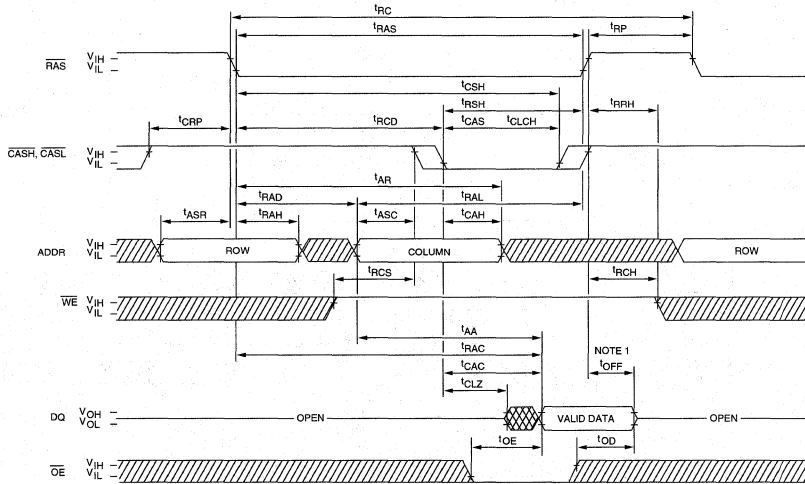 tRC
tRAS tRP
RAS VIH VIL
tCSH
tRSH tRRH
tCRP tRCD tCAS tCLCH
CASH, CASL VIH VIL
tAR
tRAD tRAL
tASR tRAH tASC tCAH
ADDR VIH VIL ROW COLUMN ROW
tRCS tRCH
WE VIH VIL
tAA
tRAC NOTE 1
tCAC tOFF
tCLZ
DQ VOH VOL OPEN VALID DATA OPEN
tOE tOD
OE VIH VIL